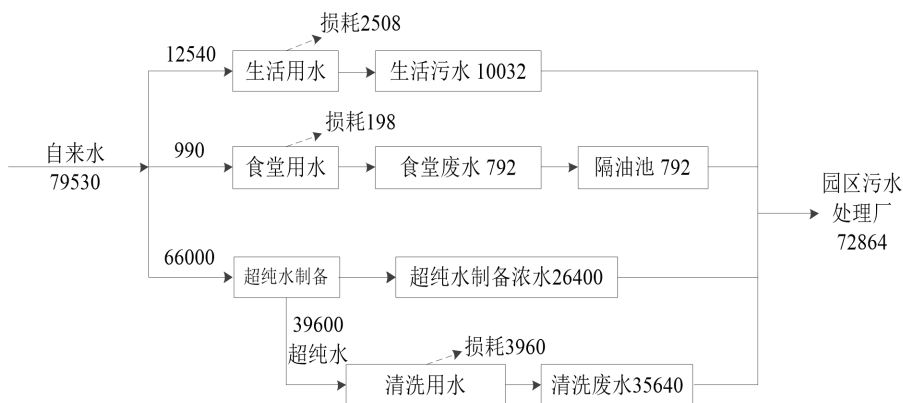 损耗2508
12540
生活用水
生活污水 10032
损耗198
自来水
79530
990
食堂用水
食堂废水 792
隔油池 792
园区污水
处理厂
72864
66000
超纯水制备
超纯水制备浓水26400
39600
超纯水
损耗3960
清洗用水
清洗废水35640